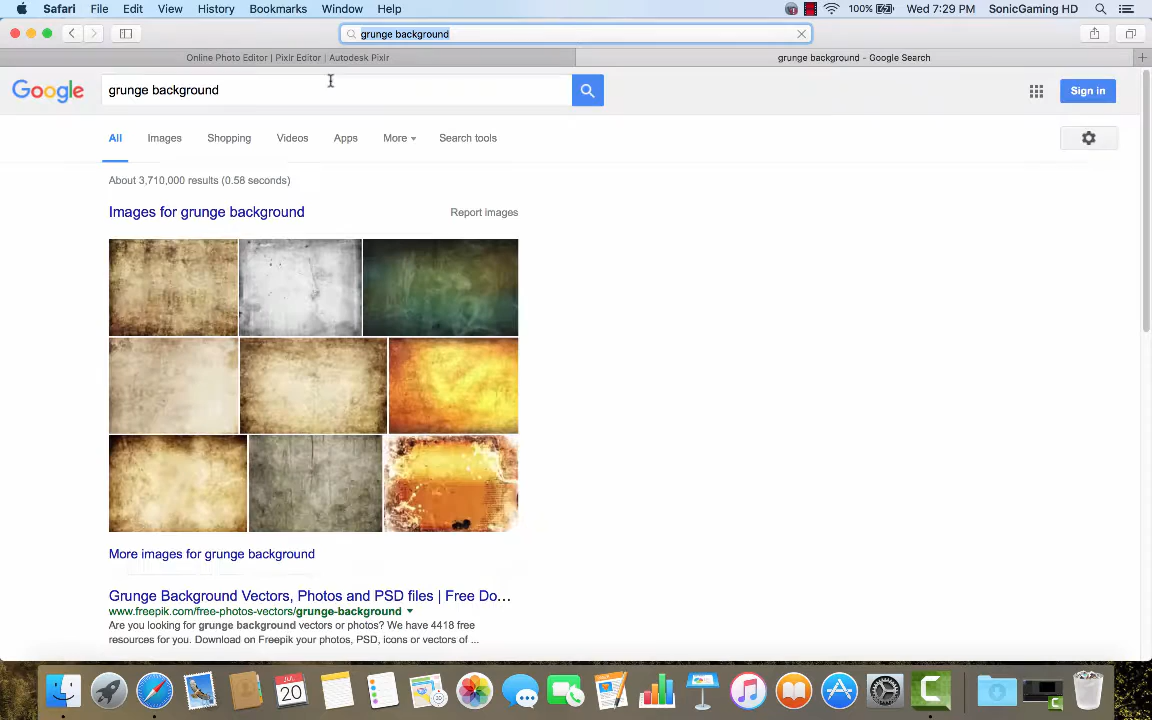 Safari File Edit View History Bookmarks Window Help 100% Wed 7:29 PM SonicGaming HD
grunge background
Online Photo Editor | Pixlr Editor | Autodesk Pixlr
grunge background - Google Search
Google grunge background Sign in
All Images Shopping Videos Apps More Search tools
About 3,710,000 results (0.58 seconds)
Images for grunge background Report images
More images for grunge background
Grunge Background Vectors, Photos and PSD files | Free Do...
www.freepik.com/free-photos-vectors/grunge-background
Are you looking for grunge background vectors or photos? We have 4418 free
resources for you. Download on Freepik your photos, PSD, icons or vectors of ...
JUL
20